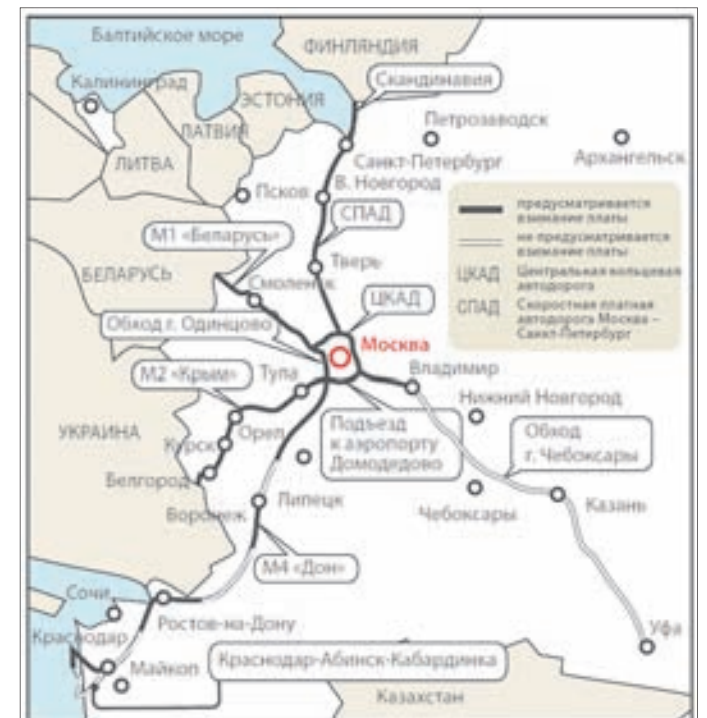 Балтийское море
ФИНЛЯНДИЯ
Скандинавия
Калининград
ЭСТОНИЯ
Петрозаводск
ЛАТВИЯ
Санкт-Петербург
Архангельск
ЛИТВА
Псков
В. Новгород
СПАД
предусматривается
взимание платы
не предусматривается
взимание платы
ЦКАД Центральная кольцевая
автодорога
СПАД Скоростная платная
автодорога Москва –
Санкт-Петербург
М1 «Беларусь»
Тверь
БЕЛАРУСЬ
Смоленск
ЦКАД
Обход г. Одинцово
Москва
М2 «Крым»
Тула
Владимир
Нижний Новгород
УКРАИНА
Орел
Подъезд
к аэропорту
Домодедово
Обход
г. Чебоксары
Курск
Белгород
Липецк
Воронеж
Чебоксары
Казань
М4 «Дон»
Сочи
Ростов-на-Дону
Уфа
Краснодар
Майкоп
Краснодар-Абинск-Кабардинка
Казахстан